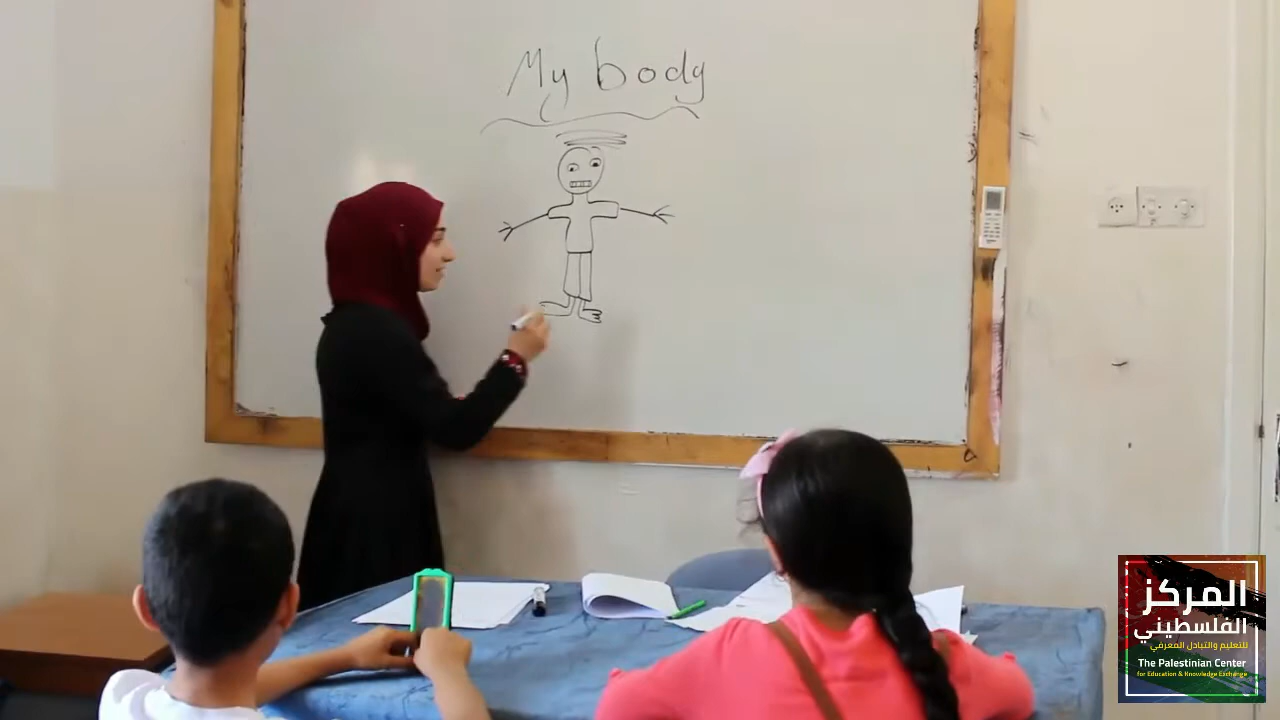 My body
المركز
الفلسطيني
للتعليم والتبادل المعرفي
The Palestinian Center
for Education & Knowledge Exchange